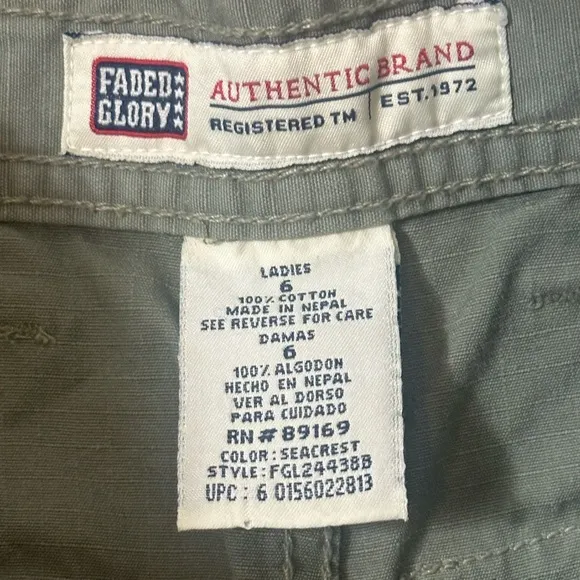 FADED
GLORY
AUTHENTIC BRAND
REGISTERED TM | EST. 1972
LADIES
6
100% COTTON
MADE IN NEPAL
SEE REVERSE FOR CARE
DAMAS
6
100% ALGODON
HECHO EN NEPAL
VER AL DORSO
PARA CUIDADO
RN# 89169
COLOR: SEACREST
STYLE: FGL24438B
UPC: 6 0156022813